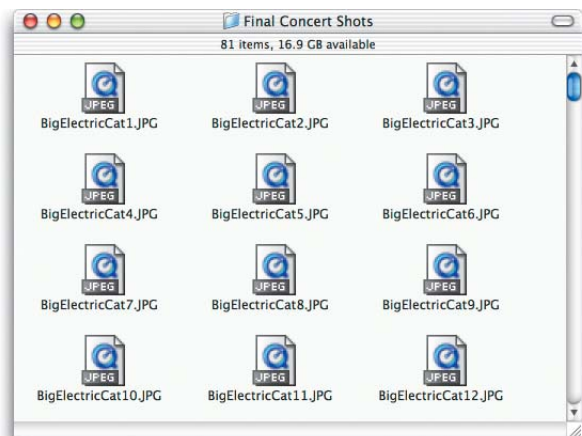 Final Concert Shots
81 items, 16.9 GB available
JPEG JPEG JPEG
BigElectricCat1.JPG BigElectricCat2.JPG BigElectricCat3.JPG
JPEG JPEG JPEG
BigElectricCat4.JPG BigElectricCat5.JPG BigElectricCat6.JPG
JPEG JPEG JPEG
BigElectricCat7.JPG BigElectricCat8.JPG BigElectricCat9.JPG
JPEG JPEG JPEG
BigElectricCat10.JPG BigElectricCat11.JPG BigElectricCat12.JPG